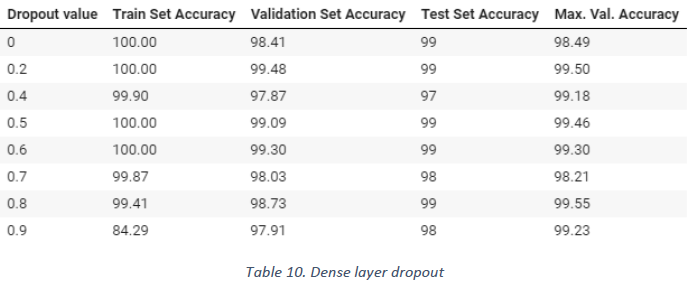 Dropout value Train Set Accuracy Validation Set Accuracy Test Set Accuracy Max. Val. Accuracy
0 100.00 98.41 99 98.49
0.2 100.00 99.48 99 99.50
0.4 99.90 97.87 97 99.18
0.5 100.00 99.09 99 99.46
0.6 100.00 99.30 99 99.30
0.7 99.87 98.03 98 98.21
0.8 99.41 98.73 99 99.55
0.9 84.29 97.91 98 99.23
Table 10. Dense layer dropout